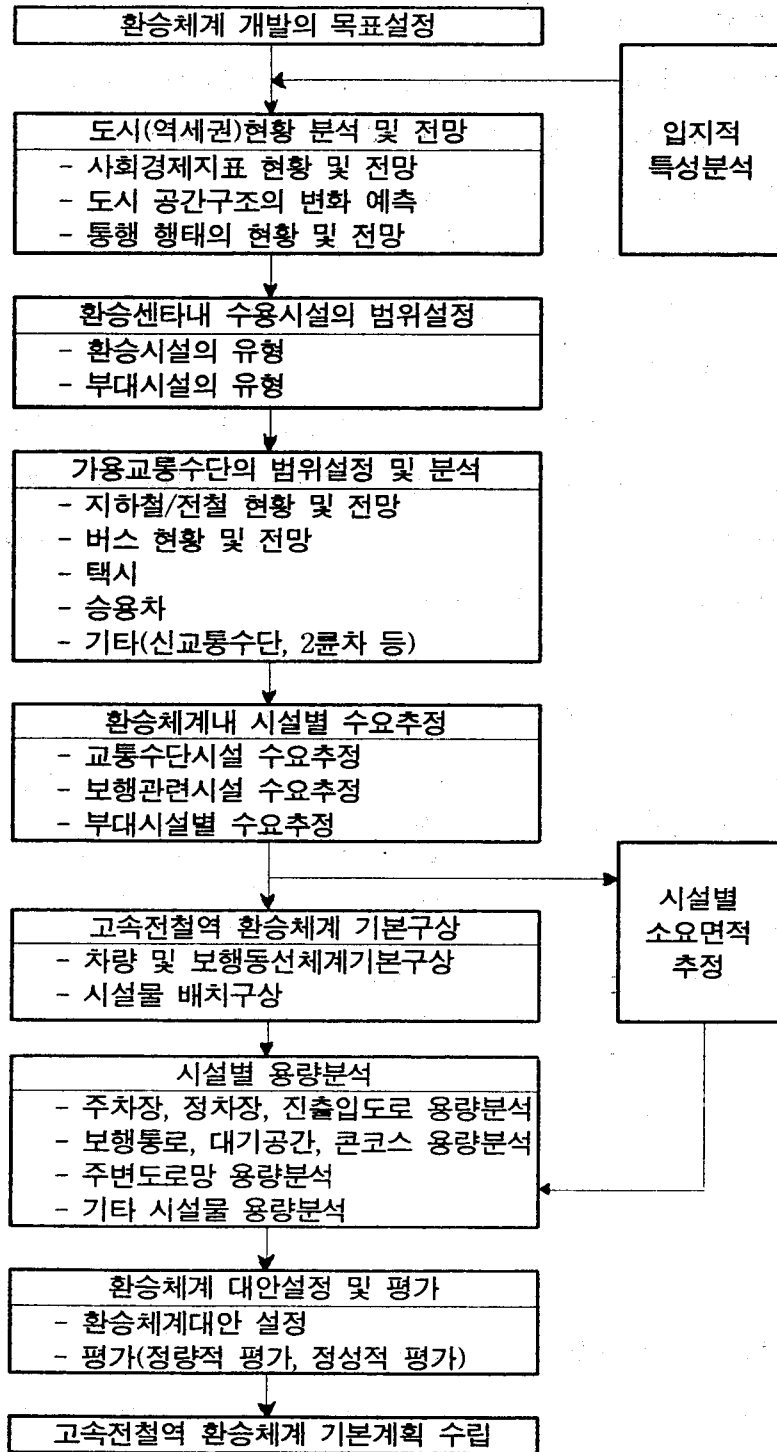 환승체계 개발의 목표설정
입지적
특성분석
도시(역세권)현황 분석 및 전망
- 사회경제지표 현황 및 전망
- 도시 공간구조의 변화 예측
- 통행 행태의 현황 및 전망
환승센타내 수용시설의 범위설정
- 환승시설의 유형
- 부대시설의 유형
가용교통수단의 범위설정 및 분석
- 지하철/전철 현황 및 전망
- 버스 현황 및 전망
- 택시
- 승용차
- 기타(신교통수단, 2륜차 등)
환승체계내 시설별 수요추정
- 교통수단시설 수요추정
- 보행관련시설 수요추정
- 부대시설별 수요추정
시설별
소요면적
추정
고속전철역 환승체계 기본구상
- 차량 및 보행동선체계기본구상
- 시설물 배치구상
시설별 용량분석
- 주차장, 정차장, 진출입도로 용량분석
- 보행통로, 대기공간, 콘코스 용량분석
- 주변도로망 용량분석
- 기타 시설물 용량분석
환승체계 대안설정 및 평가
- 환승체계대안 설정
- 평가(정량적 평가, 정성적 평가)
고속전철역 환승체계 기본계획 수립